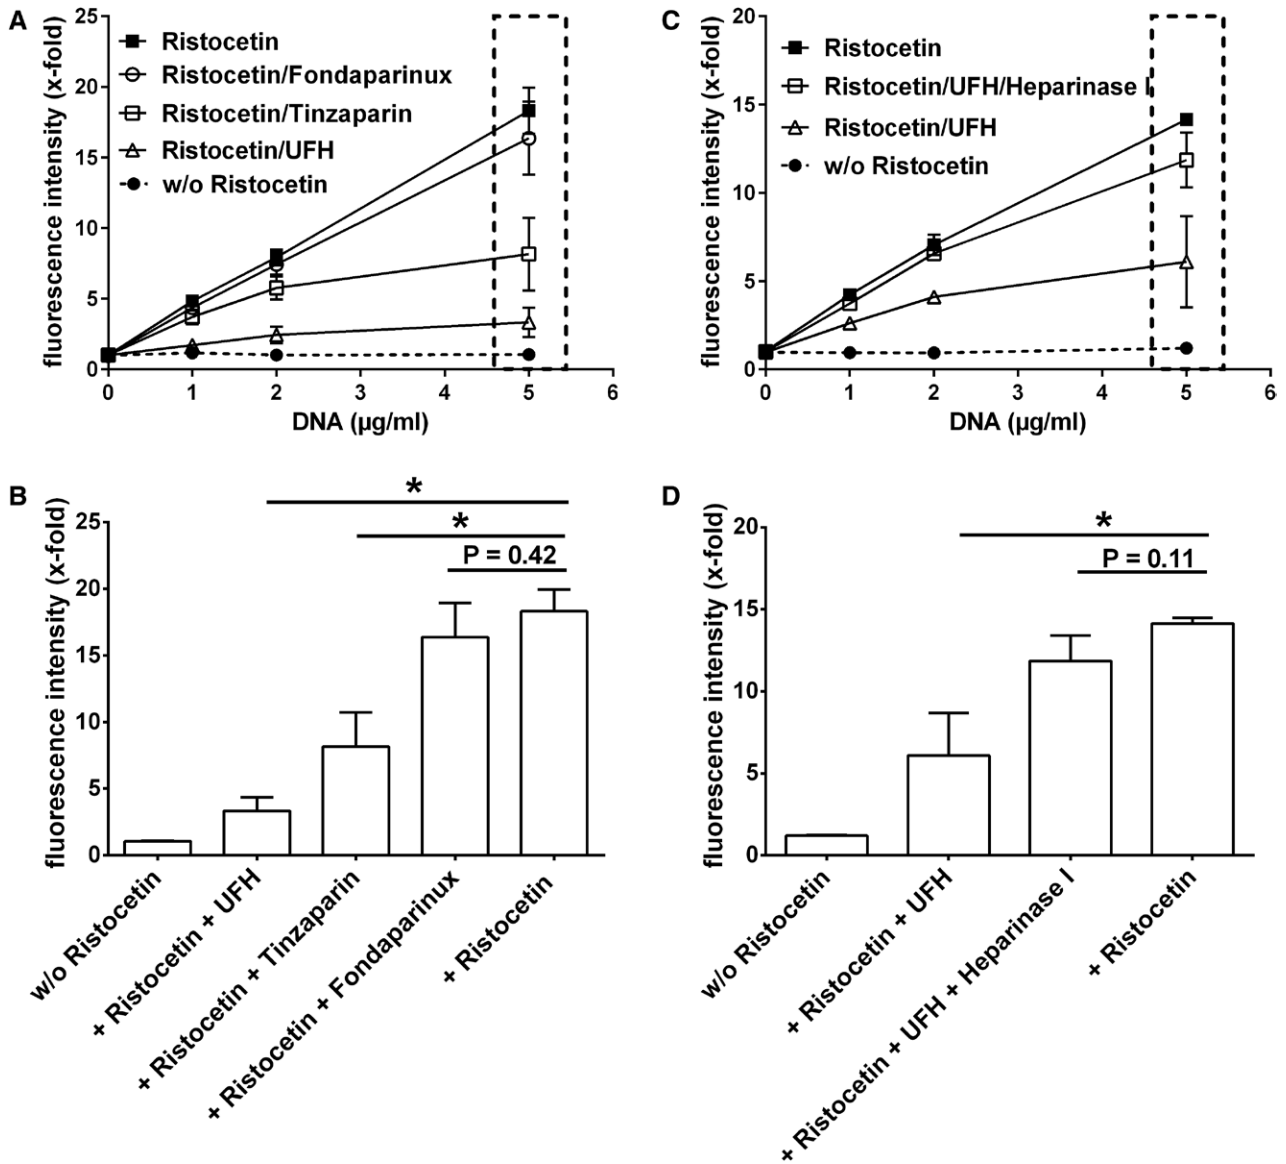 A
fluorescence intensity (x-fold)
25
20
15
10
5
0
Ristocetin
Ristocetin/Fondaparinux
Ristocetin/Tinzaparin
Ristocetin/UFH
w/o Ristocetin
0 1 2 3 4 5 6
DNA (µg/ml)
C
fluorescence intensity (x-fold)
20
15
10
5
0
Ristocetin
Ristocetin/UFH/Heparinase I
Ristocetin/UFH
w/o Ristocetin
0 1 2 3 4 5 6
DNA (µg/ml)
B
fluorescence intensity (x-fold)
25
20
15
10
5
0
*
*
P = 0.42
w/o Ristocetin
+ Ristocetin + UFH
+ Ristocetin + Tinzaparin
+ Ristocetin + Fondaparinux
+ Ristocetin
D
fluorescence intensity (x-fold)
20
15
10
5
0
*
P = 0.11
w/o Ristocetin
+ Ristocetin + UFH
+ Ristocetin + UFH + Heparinase I
+ Ristocetin